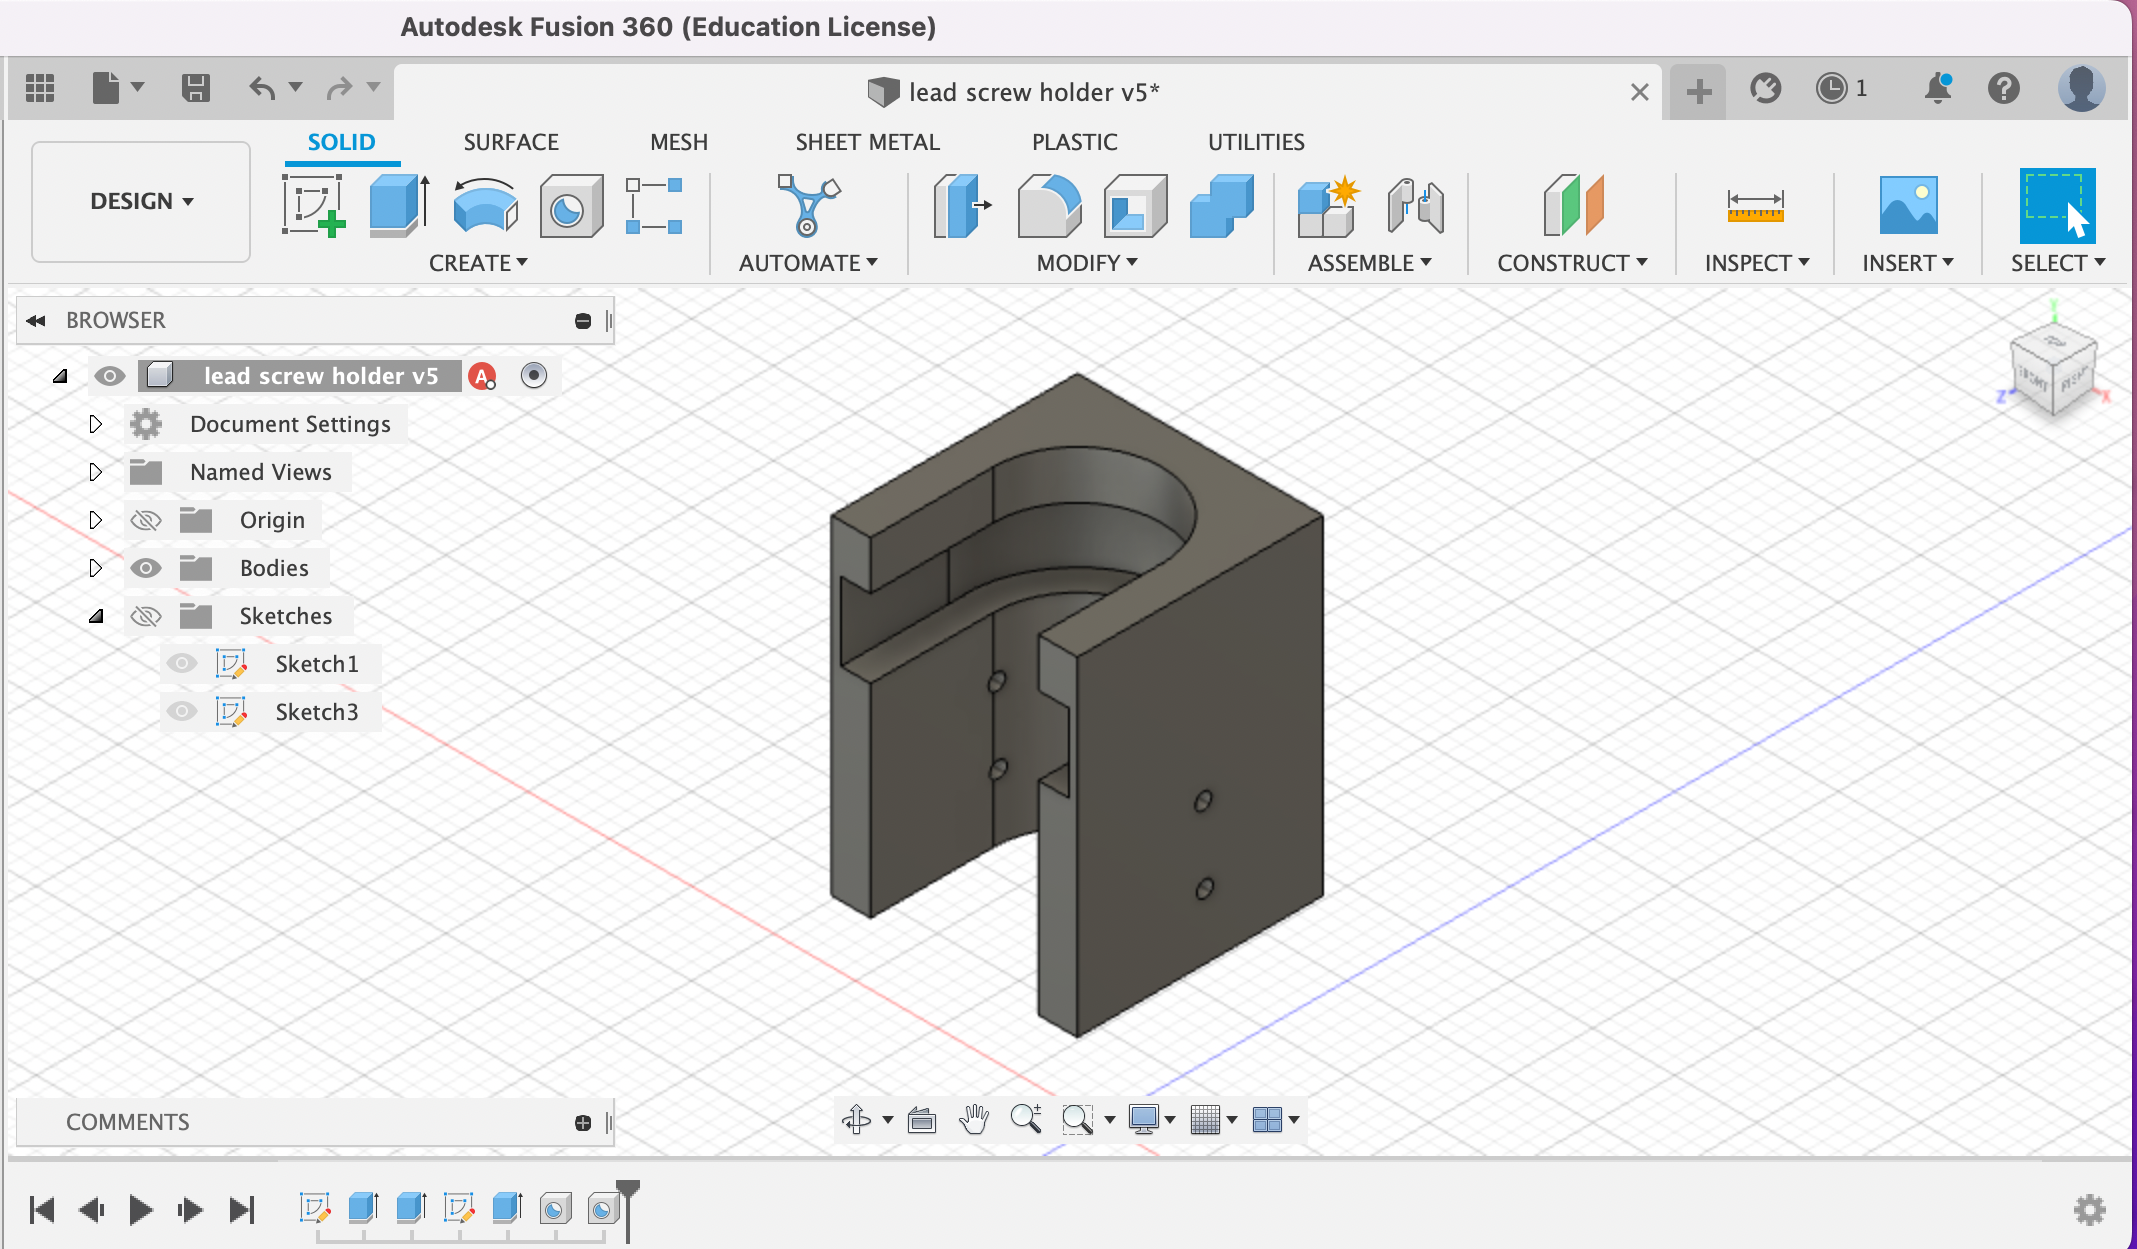 Autodesk Fusion 360 (Education License)
lead screw holder v5*
1
SOLID SURFACE MESH SHEET METAL PLASTIC UTILITIES
DESIGN
CREATE AUTOMATE MODIFY ASSEMBLE CONSTRUCT INSPECT INSERT SELECT
BROWSER
lead screw holder v5 A
Document Settings
Named Views
Origin
Bodies
Sketches
Sketch1
Sketch3
Y
FRONT RIGHT
Z X
COMMENTS